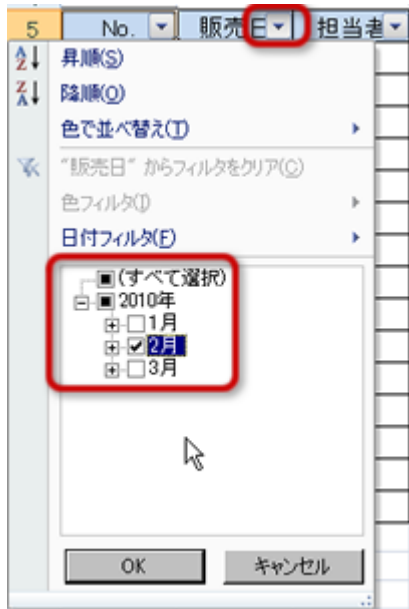 5 No. 販売日 担当者
昇順(S)
降順(O)
色で並べ替え(T)
"販売日" からフィルタをクリア(C)
色フィルタ(I)
日付フィルタ(F)
(すべて選択)
2010年
1月
2月
3月
OK キャンセル